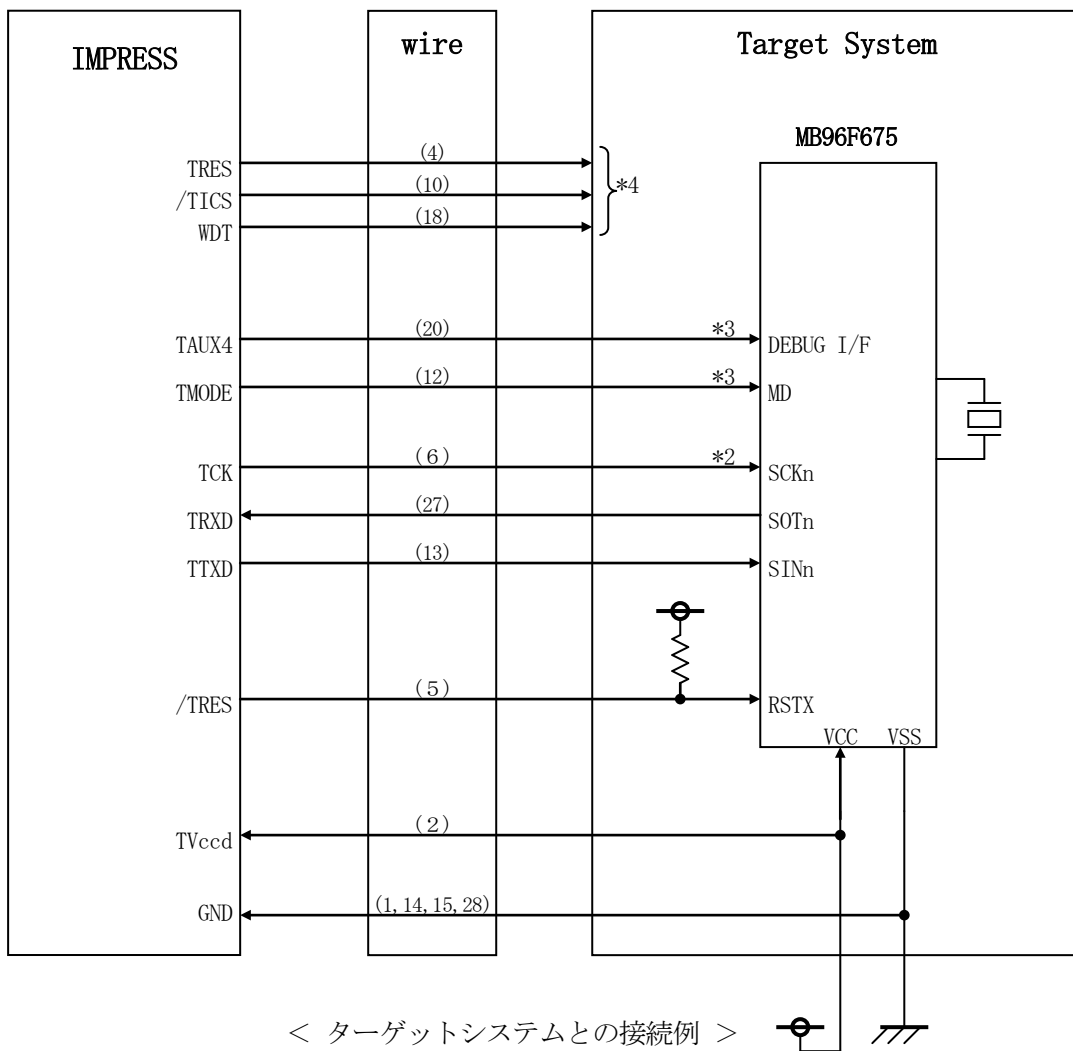 IMPRESS
wire
Target System
MB96F675
TRES (4)
/TICS (10) *4
WDT (18)
TAUX4 (20) *3 DEBUG I/F
TMODE (12) *3 MD
TCK (6) *2 SCKn
TRXD (27) SOTn
TTXD (13) SINn
/TRES (5) RSTX
VCC VSS
TVccd (2)
GND (1,14,15,28)
< ターゲットシステムとの接続例 >